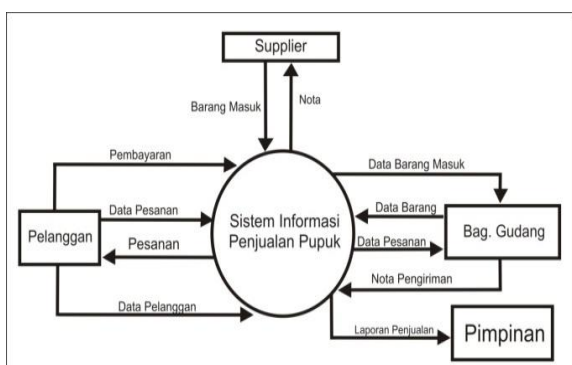 Supplier
Barang Masuk
Nota
Pembayaran
Data Barang Masuk
Data Pesanan
Data Barang
Pelanggan
Sistem Informasi
Penjualan Pupuk
Bag. Gudang
Pesanan
Data Pesanan
Nota Pengiriman
Data Pelanggan
Laporan Penjualan
Pimpinan